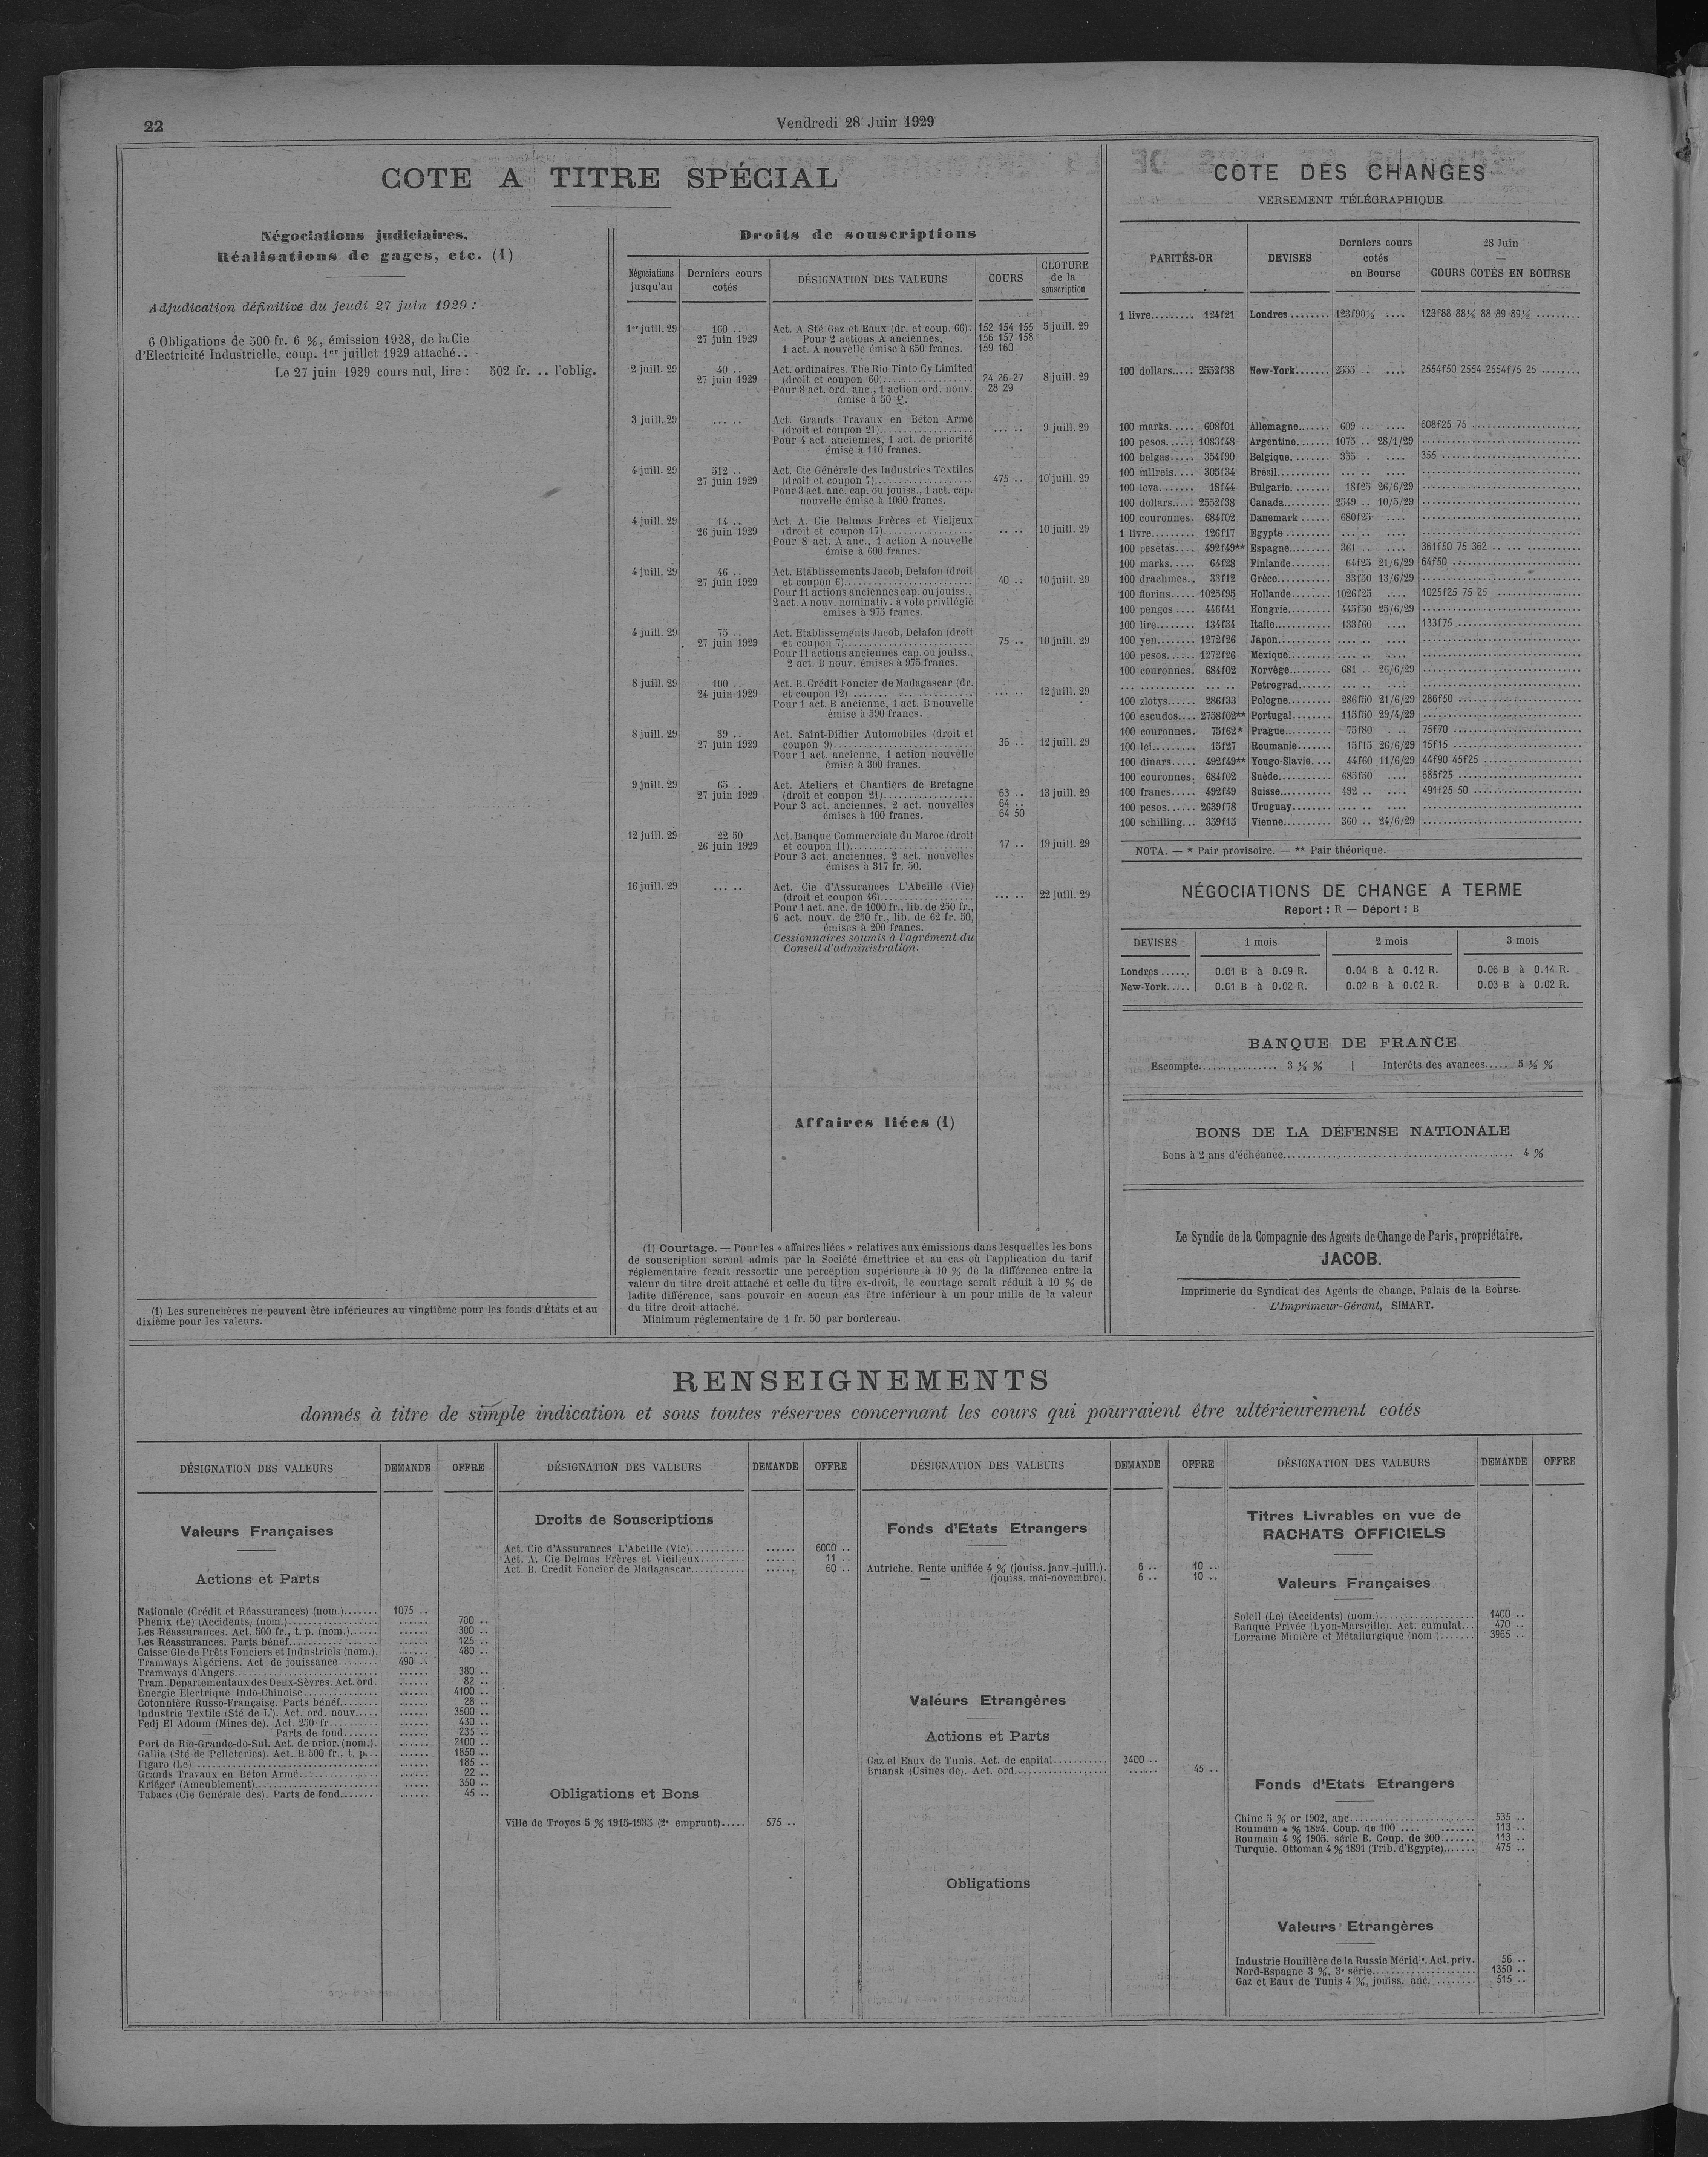 22
Vendredi 28 Juin 1929
COTE A TITRE SPÉCIAL
Négociations judiciaires.
Réalisations de gages, etc. (1)
Adjudication définitive du jeudi 27 juin 1929 :
6 Obligations de 500 fr. 6 %, émission 1928, de la Cie
d'Electricité Industrielle, coup. 1er juillet 1929 attaché..
Le 27 juin 1929 cours nul, lire : 502 fr. .. l'oblig.
(1) Les surenchères ne peuvent être inférieures au vingtième pour les fonds d'États et au
dixième pour les valeurs.
Droits de souscriptions
Négociations jusqu'au | Derniers cours cotés | DÉSIGNATION DES VALEURS | COURS | CLOTURE de la souscription
1er juill. 29 | 160 .. | Act. A Sté Gaz et Eaux (dr. et coup. 66): | 152 154 155 | 5 juill. 29
27 juin 1929 | Pour 2 actions A anciennes, | 156 157 158
1 act. A nouvelle émise à 650 francs. | 159 160
2 juill. 29 | 40 .. | Act. ordinaires. The Rio Tinto Cy Limited
27 juin 1929 | (droit et coupon 60) | 24 26 27 | 8 juill. 29
Pour 8 act. ord. anc., 1 action ord. nouv. | 28 29
émise à 50 £.
3 juill. 29 | ... .. | Act. Grands Travaux en Béton Armé
(droit et coupon 21) | ... .. | 9 juill. 29
Pour 4 act. anciennes, 1 act. de priorité
émise à 110 francs.
4 juill. 29 | 512 .. | Act. Cie Générale des Industries Textiles
27 juin 1929 | (droit et coupon 7) | 475 .. | 10 juill. 29
Pour 3 act. anc. cap. ou jouiss., 1 act. cap.
nouvelle émise à 1000 francs.
4 juill. 29 | 14 .. | Act. A. Cie Delmas Frères et Vieljeux
26 juin 1929 | (droit et coupon 17) | .. .. | 10 juill. 29
Pour 8 act. A anc., 1 action A nouvelle
émise à 600 francs.
4 juill. 29 | 46 .. | Act. Etablissements Jacob, Delafon (droit
27 juin 1929 | et coupon 6) | 40 .. | 10 juill. 29
Pour 11 actions anciennes cap. ou jouiss.,
2 act. A nouv. nominativ. à vote privilégié
émises à 975 francs.
4 juill. 29 | 75 .. | Act. Etablissements Jacob, Delafon (droit
27 juin 1929 | et coupon 7) | 75 .. | 10 juill. 29
Pour 11 actions anciennes cap. ou jouiss..
2 act. B nouv. émises à 975 francs.
8 juill. 29 | 100 .. | Act. B. Crédit Foncier de Madagascar (dr.
24 juin 1929 | et coupon 12) | ... .. | 12 juill. 29
Pour 1 act. B ancienne, 1 act. B nouvelle
émise à 590 francs.
8 juill. 29 | 39 .. | Act. Saint-Didier Automobiles (droit et
27 juin 1929 | coupon 9) | 36 .. | 12 juill. 29
Pour 1 act. ancienne, 1 action nouvelle
émise à 300 francs.
9 juill. 29 | 65 . | Act. Ateliers et Chantiers de Bretagne
27 juin 1929 | (droit et coupon 21) | 63 .. | 13 juill. 29
Pour 3 act. anciennes, 2 act. nouvelles | 64 ..
émises à 100 francs. | 64 50
12 juill. 29 | 22 50 | Act. Banque Commerciale du Maroc (droit
26 juin 1929 | et coupon 11) | 17 .. | 19 juill. 29
Pour 3 act. anciennes, 2 act. nouvelles
émises à 317 fr. 50.
16 juill. 29 | ... .. | Act. Cie d'Assurances L'Abeille (Vie)
(droit et coupon 46) | ... .. | 22 juill. 29
Pour 1 act. anc. de 1000 fr., lib. de 250 fr.,
6 act. nouv. de 250 fr., lib. de 62 fr. 50,
émises à 200 francs.
Cessionnaires soumis à l'agrément du
Conseil d'administration.
Affaires liées (1)
(1) Courtage. — Pour les « affaires liées » relatives aux émissions dans lesquelles les bons
de souscription seront admis par la Société émettrice et au cas où l'application du tarif
réglementaire ferait ressortir une perception supérieure à 10 % de la différence entre la
valeur du titre droit attaché et celle du titre ex-droit, le courtage serait réduit à 10 % de
ladite différence, sans pouvoir en aucun cas être inférieur à un pour mille de la valeur
du titre droit attaché.
Minimum réglementaire de 1 fr. 50 par bordereau.
COTE DES CHANGES
VERSEMENT TÉLÉGRAPHIQUE
PARITÉS-OR | DEVISES | Derniers cours cotés en Bourse | 28 Juin — COURS COTÉS EN BOURSE
1 livre 124f21 | Londres | 123f90½ | 123f88 88½ 88 89 89½
100 dollars 2552f38 | New-York | 2555 .. | 2554f50 2554 2554f75 25
100 marks 608f01 | Allemagne | 609 .. | 608f25 75
100 pesos 1083f48 | Argentine | 1075 .. 28/1/29
100 belgas 354f90 | Belgique | 355 . | 355
100 milreis 305f34 | Brésil | ... ..
100 leva 18f44 | Bulgarie | 18f25 26/6/29
100 dollars 2552f38 | Canada | 2549 .. 10/5/29
100 couronnes 684f02 | Danemark | 680f25
1 livre 126f17 | Egypte | ... ..
100 pesetas 492f49** | Espagne | 361 .. | 361f50 75 362
100 marks 64f28 | Finlande | 64f25 21/6/29 | 64f50
100 drachmes 33f12 | Grèce | 33f50 13/6/29
100 florins 1025f95 | Hollande | 1026f25 | 1025f25 75 25
100 pengos 446f41 | Hongrie | 445f50 25/6/29
100 lire 134f34 | Italie | 133f60 | 133f75
100 yen 1272f26 | Japon | .... ..
100 pesos 1272f26 | Mexique | .... ..
100 couronnes 684f02 | Norvège | 681 .. 26/6/29
Petrograd | ... ..
100 zlotys 286f33 | Pologne | 286f50 21/6/29 | 286f50
100 escudos 2758f02** | Portugal | 115f50 29/4/29
100 couronnes 75f62* | Prague | 75f80 | 75f70
100 lei 15f27 | Roumanie | 15f15 26/6/29 | 15f15
100 dinars 492f49** | Yougo-Slavie | 44f60 11/6/29 | 44f90 45f25
100 couronnes 684f02 | Suède | 685f50 | 685f25
100 francs 492f49 | Suisse | 492 .. | 491f25 50
100 pesos 2639f78 | Uruguay | .... ..
100 schilling 359f15 | Vienne | 360 .. 24/6/29
NOTA. — * Pair provisoire. — ** Pair théorique.
NÉGOCIATIONS DE CHANGE A TERME
Report : R — Déport : B
DEVISES | 1 mois | 2 mois | 3 mois
Londres | 0.01 B à 0.09 R. | 0.04 B à 0.12 R. | 0.06 B à 0.14 R.
New-York | 0.01 B à 0.02 R. | 0.02 B à 0.02 R. | 0.03 B à 0.02 R.
BANQUE DE FRANCE
Escompte 3 ½ % | Intérêts des avances 5 ½ %
BONS DE LA DÉFENSE NATIONALE
Bons à 2 ans d'échéance 4 %
Le Syndic de la Compagnie des Agents de Change de Paris, propriétaire,
JACOB.
Imprimerie du Syndicat des Agents de change, Palais de la Bourse.
L'Imprimeur-Gérant, SIMART.
RENSEIGNEMENTS
donnés à titre de simple indication et sous toutes réserves concernant les cours qui pourraient être ultérieurement cotés
DÉSIGNATION DES VALEURS | DEMANDE | OFFRE
Valeurs Françaises
Actions et Parts
Nationale (Crédit et Réassurances) (nom.) | 1075 ..
Phénix (Le) (Accidents) (nom.) | ...... | 700 ..
Les Réassurances. Act. 500 fr., t. p. (nom.) | ...... | 300 ..
Les Réassurances. Parts bénéf. | ...... | 125 ..
Caisse Gle de Prêts Fonciers et Industriels (nom.) | ...... | 480 ..
Tramways Algériens. Act de jouissance | 490 ..
Tramways d'Angers | ...... | 380 ..
Tram. Départementaux des Deux-Sèvres. Act. ord. | ...... | 82 ..
Energie Electrique Indo-Chinoise | ...... | 4100 ..
Cotonnière Russo-Française. Parts bénéf. | ...... | 28 ..
Industrie Textile (Sté de L'). Act. ord. nouv. | ...... | 3500 ..
Fedj El Adoum (Mines de). Act. 250 fr. | ...... | 430 ..
— Parts de fond. | ...... | 235 ..
Port de Rio-Grande-do-Sul. Act. de prior. (nom.) | ...... | 2100 ..
Gallia (Sté de Pelleteries). Act. B 500 fr., t. p. | ...... | 1850 ..
Figaro (Le) | ...... | 185 ..
Grands Travaux en Béton Armé | ...... | 22 ..
Kriéger (Ameublement) | ...... | 350 ..
Tabacs (Cie Générale des). Parts de fond. | ...... | 45 ..
DÉSIGNATION DES VALEURS | DEMANDE | OFFRE
Droits de Souscriptions
Act. Cie d'Assurances L'Abeille (Vie) | ...... | 6000 ..
Act. A. Cie Delmas Frères et Vieiljeux | ...... | 11 ..
Act. B. Crédit Foncier de Madagascar | ...... | 60 ..
Obligations et Bons
Ville de Troyes 5 % 1915-1935 (2e emprunt) | 575 ..
DÉSIGNATION DES VALEURS | DEMANDE | OFFRE
Fonds d'Etats Etrangers
Autriche. Rente unifiée 4 % (jouiss. janv.-juill.) | 6 .. | 10 ..
— (jouiss. mai-novembre) | 6 .. | 10 ..
Valeurs Etrangères
Actions et Parts
Gaz et Eaux de Tunis. Act. de capital | 3400 ..
Briansk (Usines de). Act. ord. | ...... | 45 ..
Obligations
DÉSIGNATION DES VALEURS | DEMANDE | OFFRE
Titres Livrables en vue de
RACHATS OFFICIELS
Valeurs Françaises
Soleil (Le) (Accidents) (nom.) | 1400 ..
Banque Privée (Lyon-Marseille). Act. cumulat. | 470 ..
Lorraine Minière et Métallurgique (nom.) | 3965 ..
Fonds d'Etats Etrangers
Chine 5 % or 1902, anc. | 535 ..
Roumain % 1894. Coup. de 100 | 113 ..
Roumain 4 % 1905, série B. Coup. de 200 | 113 ..
Turquie. Ottoman 4 % 1891 (Trib. d'Egypte) | 475 ..
Valeurs Etrangères
Industrie Houillère de la Russie Méridle. Act. priv. | 56 ..
Nord-Espagne 3 %, 3e série | 1350 ..
Gaz et Eaux de Tunis 4 %, jouiss. anc. | 515 ..